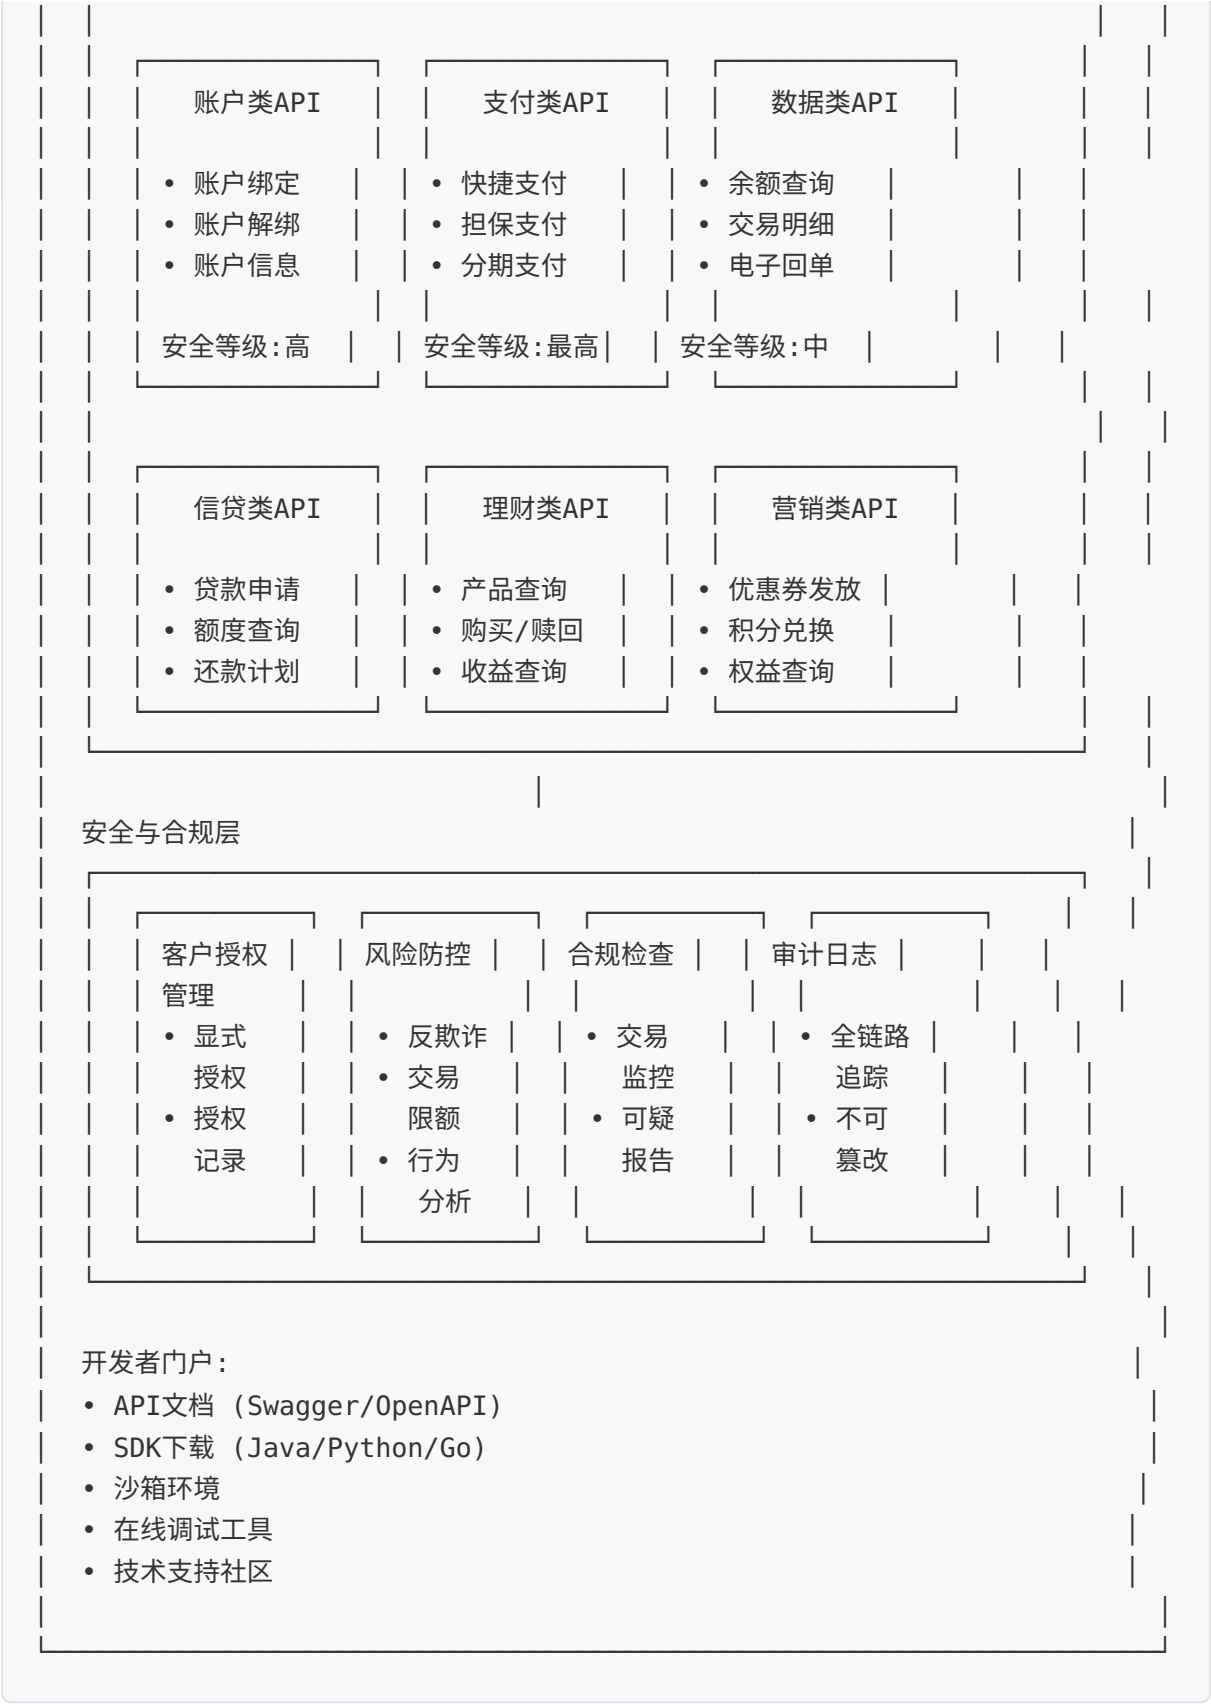 账户类API 支付类API 数据类API
• 账户绑定 • 快捷支付 • 余额查询
• 账户解绑 • 担保支付 • 交易明细
• 账户信息 • 分期支付 • 电子回单
安全等级:高 安全等级:最高 安全等级:中
信贷类API 理财类API 营销类API
• 贷款申请 • 产品查询 • 优惠券发放
• 额度查询 • 购买/赎回 • 积分兑换
• 还款计划 • 收益查询 • 权益查询
安全与合规层
客户授权 风险防控 合规检查 审计日志
管理
• 显式 • 反欺诈 • 交易 • 全链路
授权 • 交易 监控 追踪
• 授权 限额 • 可疑 • 不可
记录 • 行为 报告 篡改
分析
开发者门户:
• API文档 (Swagger/OpenAPI)
• SDK下载 (Java/Python/Go)
• 沙箱环境
• 在线调试工具
• 技术支持社区